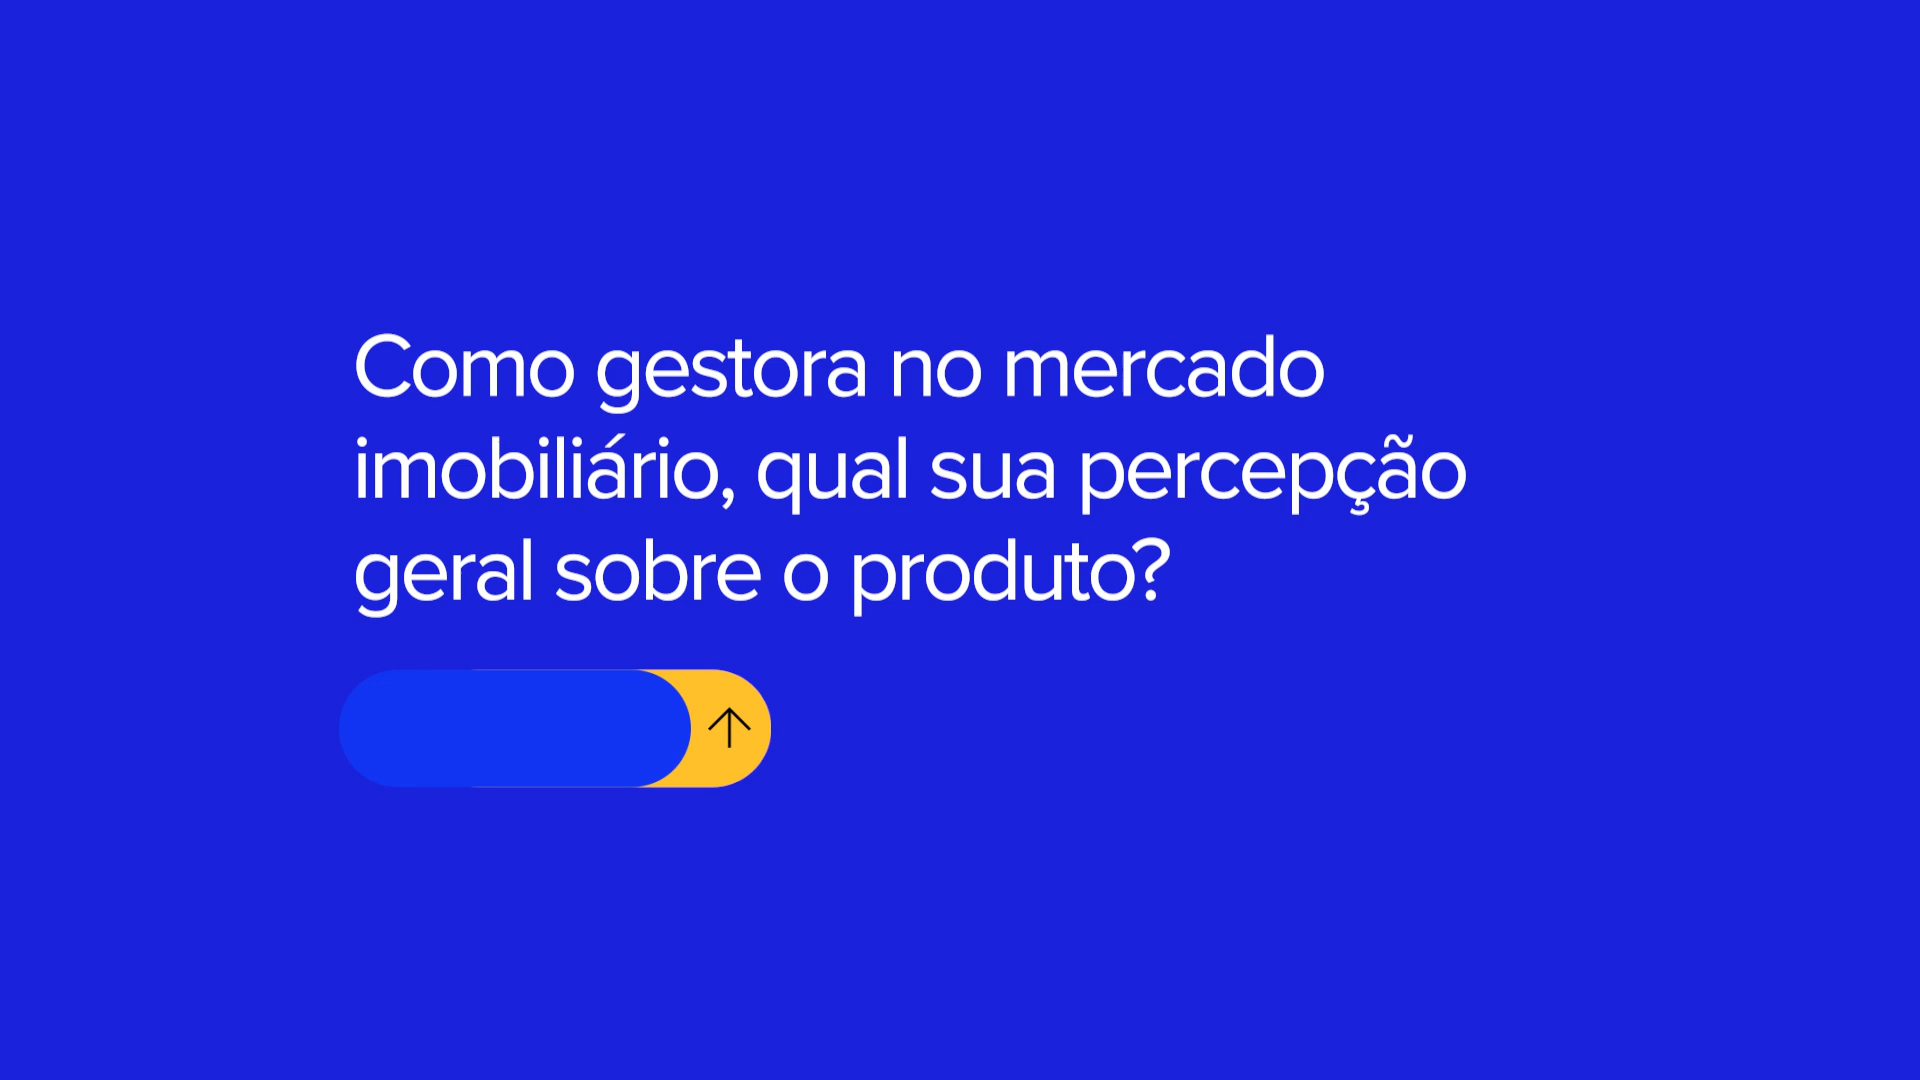 Como gestora no mercado
imobiliário, qual sua percepção
geral sobre o produto?